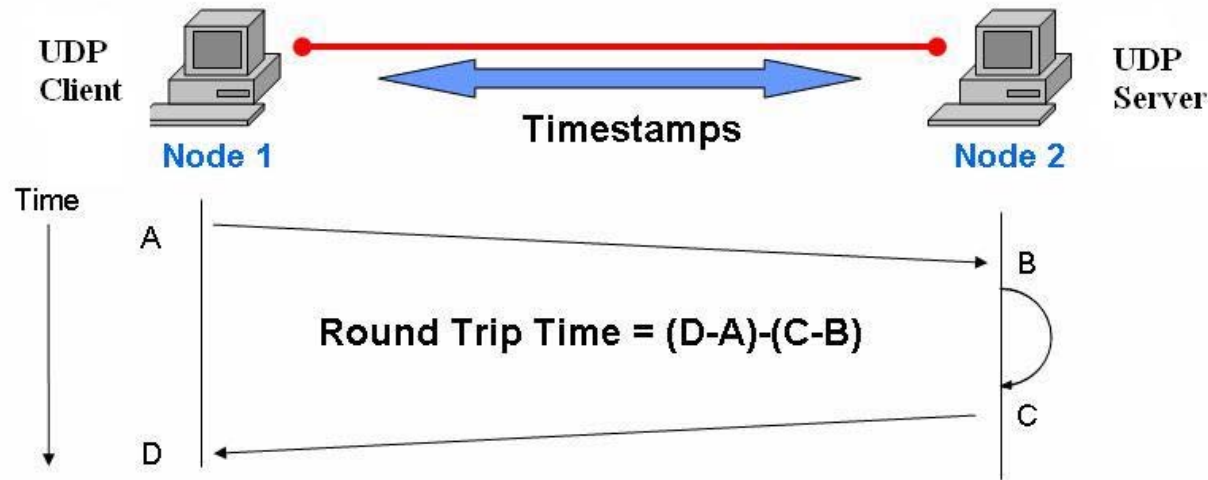 UDP
Client
UDP
Server
Timestamps
Node 1
Node 2
Time
A
B
Round Trip Time = (D-A)-(C-B)
C
D